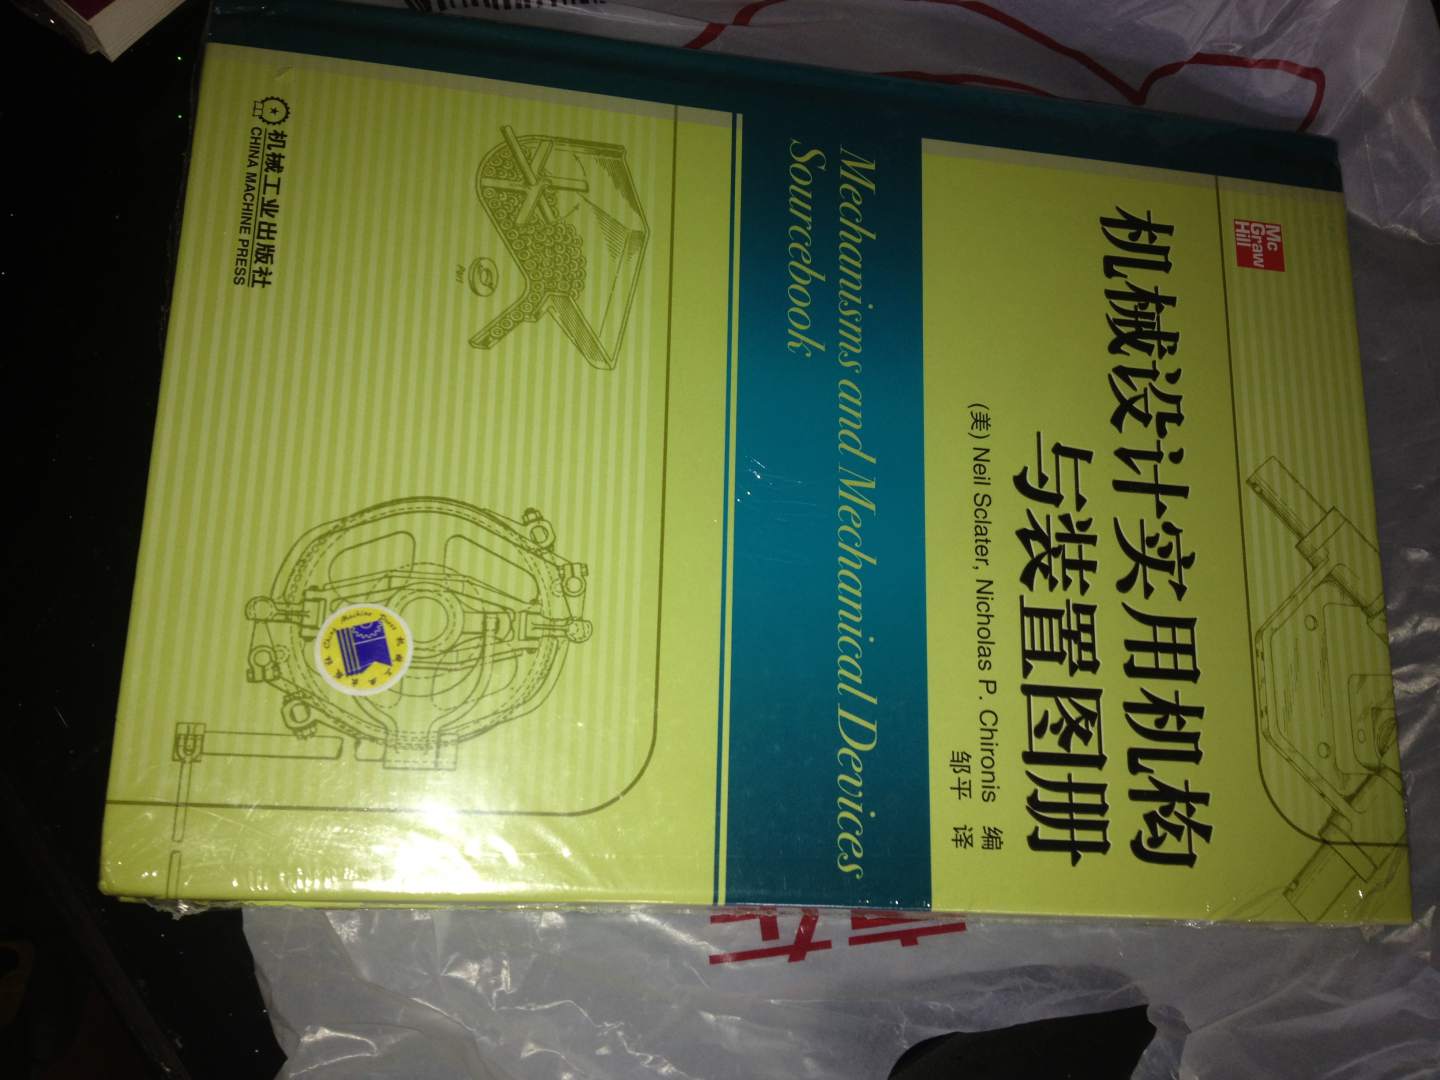 Mc
Graw
Hill
机械设计实用机构
与装置图册
(美) Neil Sclater, Nicholas P. Chironis 编
邹平 译
Mechanisms and Mechanical Devices
Sourcebook
机械工业出版社
CHINA MACHINE PRESS